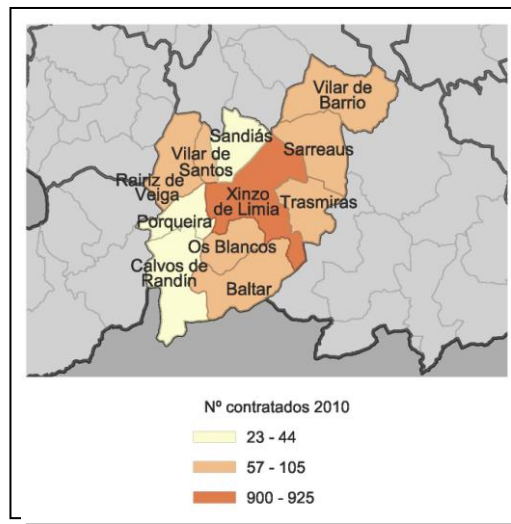 Vilar de
Barrio
Sandiás
Vilar de
Santos
Sarreaus
Rairiz de
Veiga
Xinzo
de Limia
Trasmiras
Porqueira
Os Blancos
Calvos de
Randín
Baltar
Nº contratados 2010
23 - 44
57 - 105
900 - 925